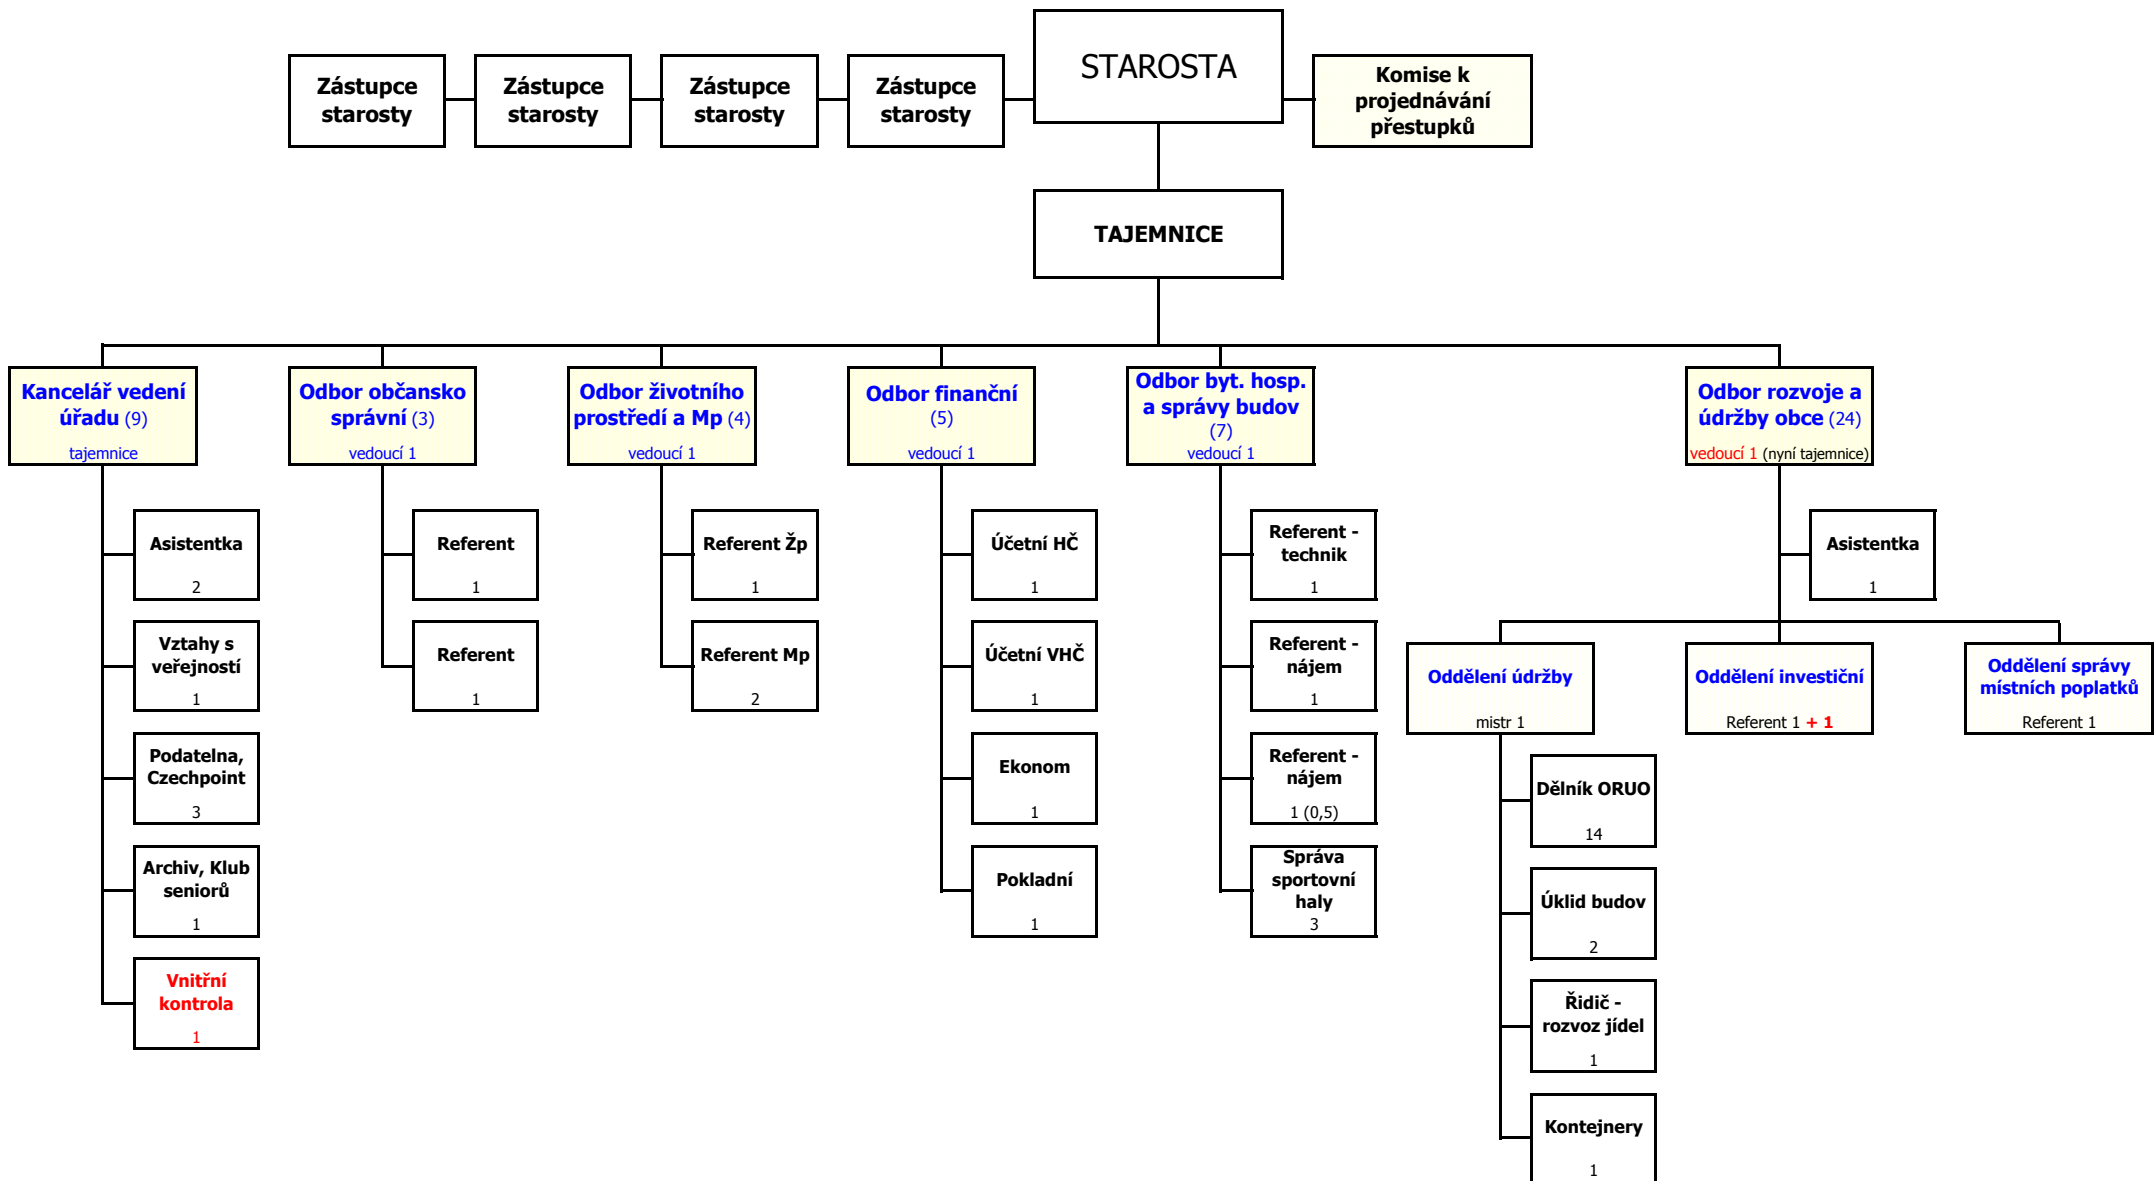 STAROSTA
Zástupce
starosty
Zástupce
starosty
Zástupce
starosty
Zástupce
starosty
Komise k
projednávání
přestupků
TAJEMNICE
Kancelář vedení
úřadu (9)
tajemnice
Odbor občansko
správní (3)
vedoucí 1
Odbor životního
prostředí a Mp (4)
vedoucí 1
Odbor finanční
(5)
vedoucí 1
Odbor byt. hosp.
a správy budov
(7)
vedoucí 1
Odbor rozvoje a
údržby obce (24)
vedoucí 1 (nyní tajemnice)
Asistentka
2
Vztahy s
veřejností
1
Podatelna,
Czechpoint
3
Archiv, Klub
seniorů
1
Vnitřní
kontrola
1
Referent
1
Referent
1
Referent Žp
1
Referent Mp
2
Účetní HČ
1
Účetní VHČ
1
Ekonom
1
Pokladní
1
Referent -
technik
1
Referent -
nájem
1
Referent -
nájem
1 (0,5)
Správa
sportovní
haly
3
Asistentka
1
Oddělení údržby
mistr 1
Oddělení investiční
Referent 1 + 1
Oddělení správy
místních poplatků
Referent 1
Dělník ORUO
14
Úklid budov
2
Řidič -
rozvoz jídel
1
Kontejnery
1